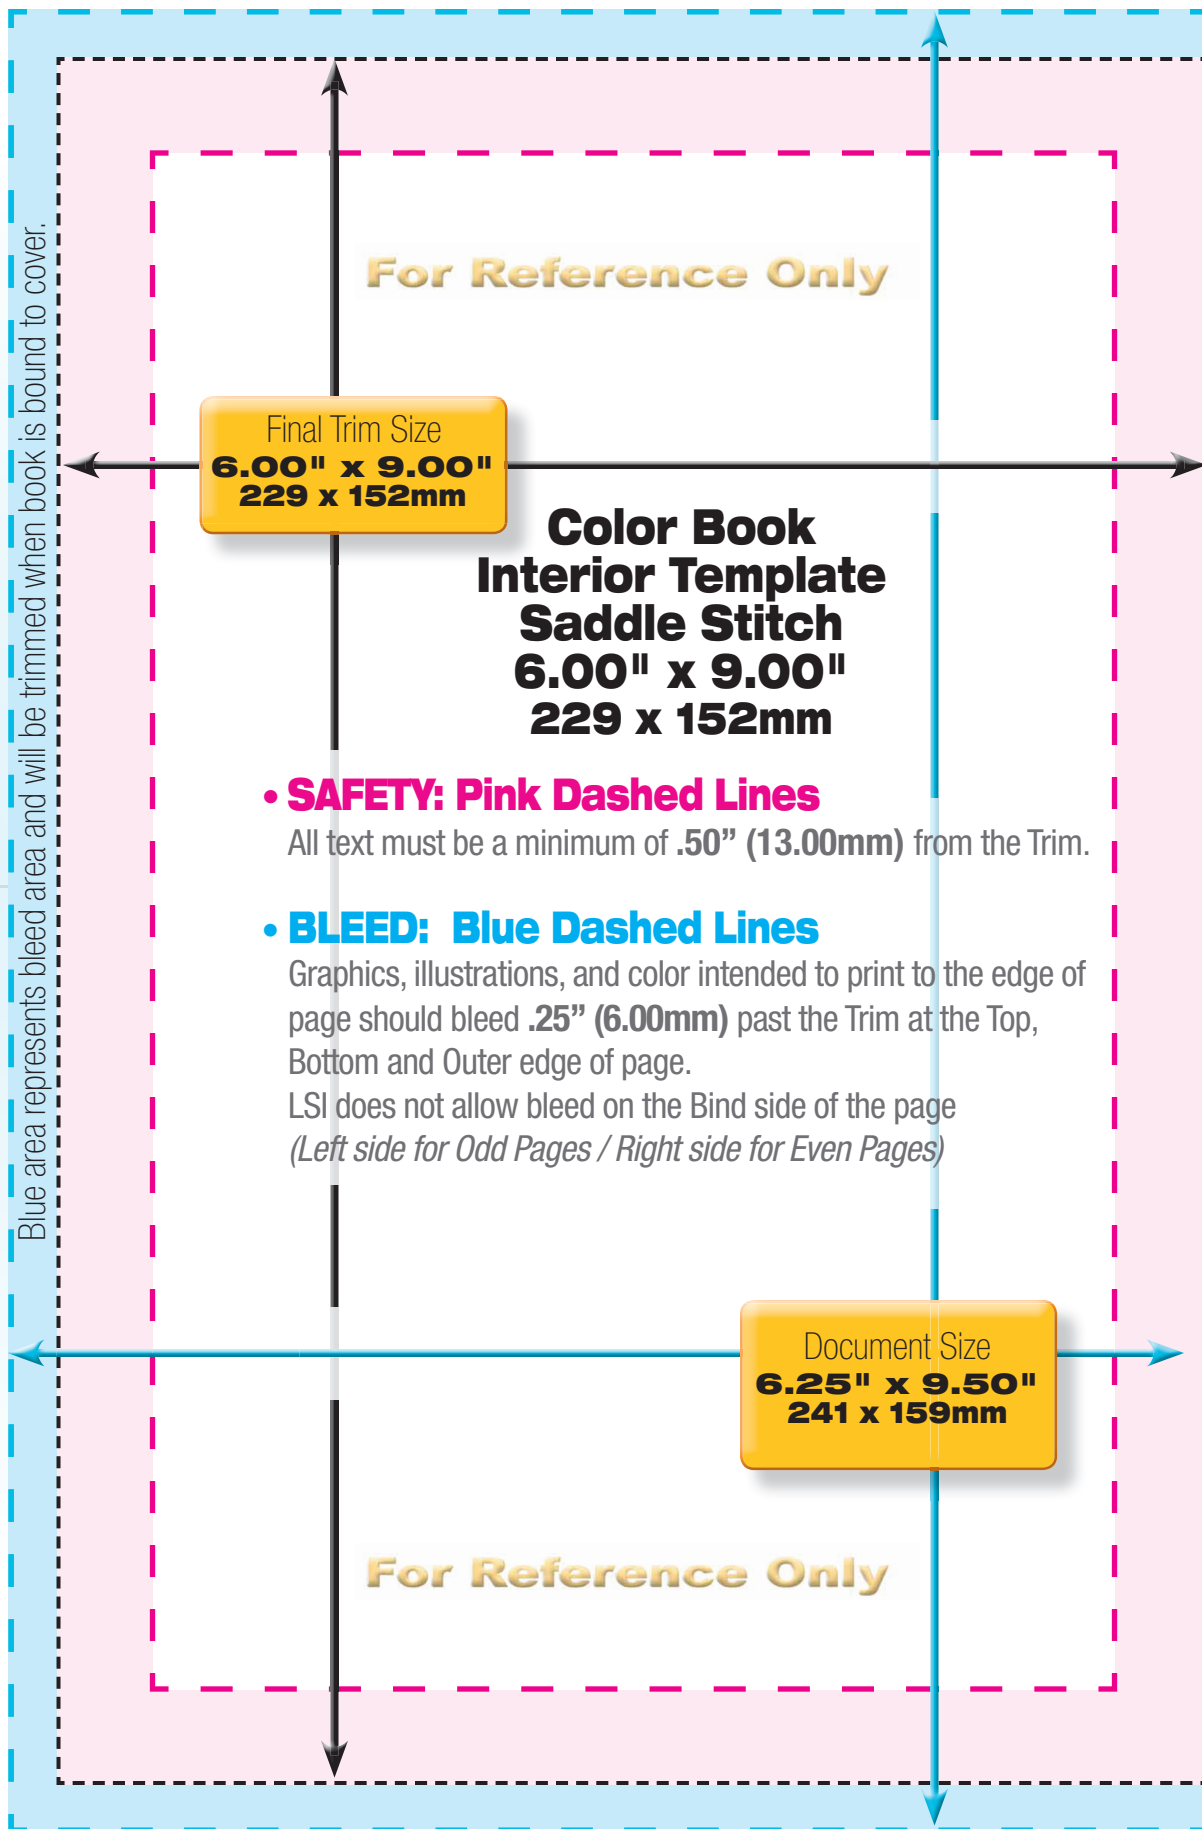 For Reference Only
Final Trim Size
6.00" x 9.00"
229 x 152mm
Color Book
Interior Template
Saddle Stitch
6.00" x 9.00"
229 x 152mm
• SAFETY: Pink Dashed Lines
All text must be a minimum of .50” (13.00mm) from the Trim.
• BLEED: Blue Dashed Lines
Graphics, illustrations, and color intended to print to the edge of
page should bleed .25” (6.00mm) past the Trim at the Top,
Bottom and Outer edge of page.
LSI does not allow bleed on the Bind side of the page
(Left side for Odd Pages / Right side for Even Pages)
Document Size
6.25" x 9.50"
241 x 159mm
For Reference Only
Blue area represents bleed area and will be trimmed when book is bound to cover.